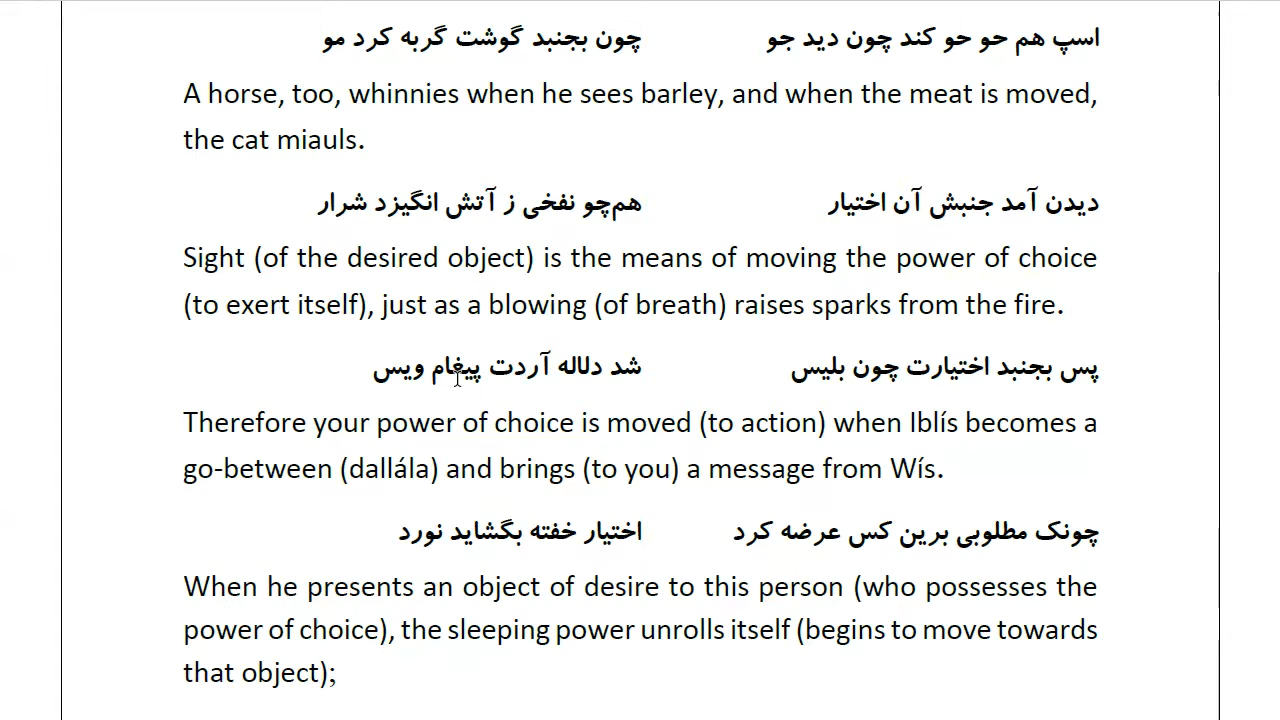 اسپ هم حو حو کند چون دید جو چون بجنبد گوشت گربه کرد مو
A horse, too, whinnies when he sees barley, and when the meat is moved,
the cat miauls.
دیدن آمد جنبش آن اختیار هم‌چو نفخی ز آتش انگیزد شرار
Sight (of the desired object) is the means of moving the power of choice
(to exert itself), just as a blowing (of breath) raises sparks from the fire.
پس بجنبد اختیارت چون بلیس شد دلاله آردت پیغام ویس
Therefore your power of choice is moved (to action) when Iblís becomes a
go-between (dallála) and brings (to you) a message from Wís.
چونک مطلوبی برین کس عرضه کرد اختیار خفته بگشاید نورد
When he presents an object of desire to this person (who possesses the
power of choice), the sleeping power unrolls itself (begins to move towards
that object);